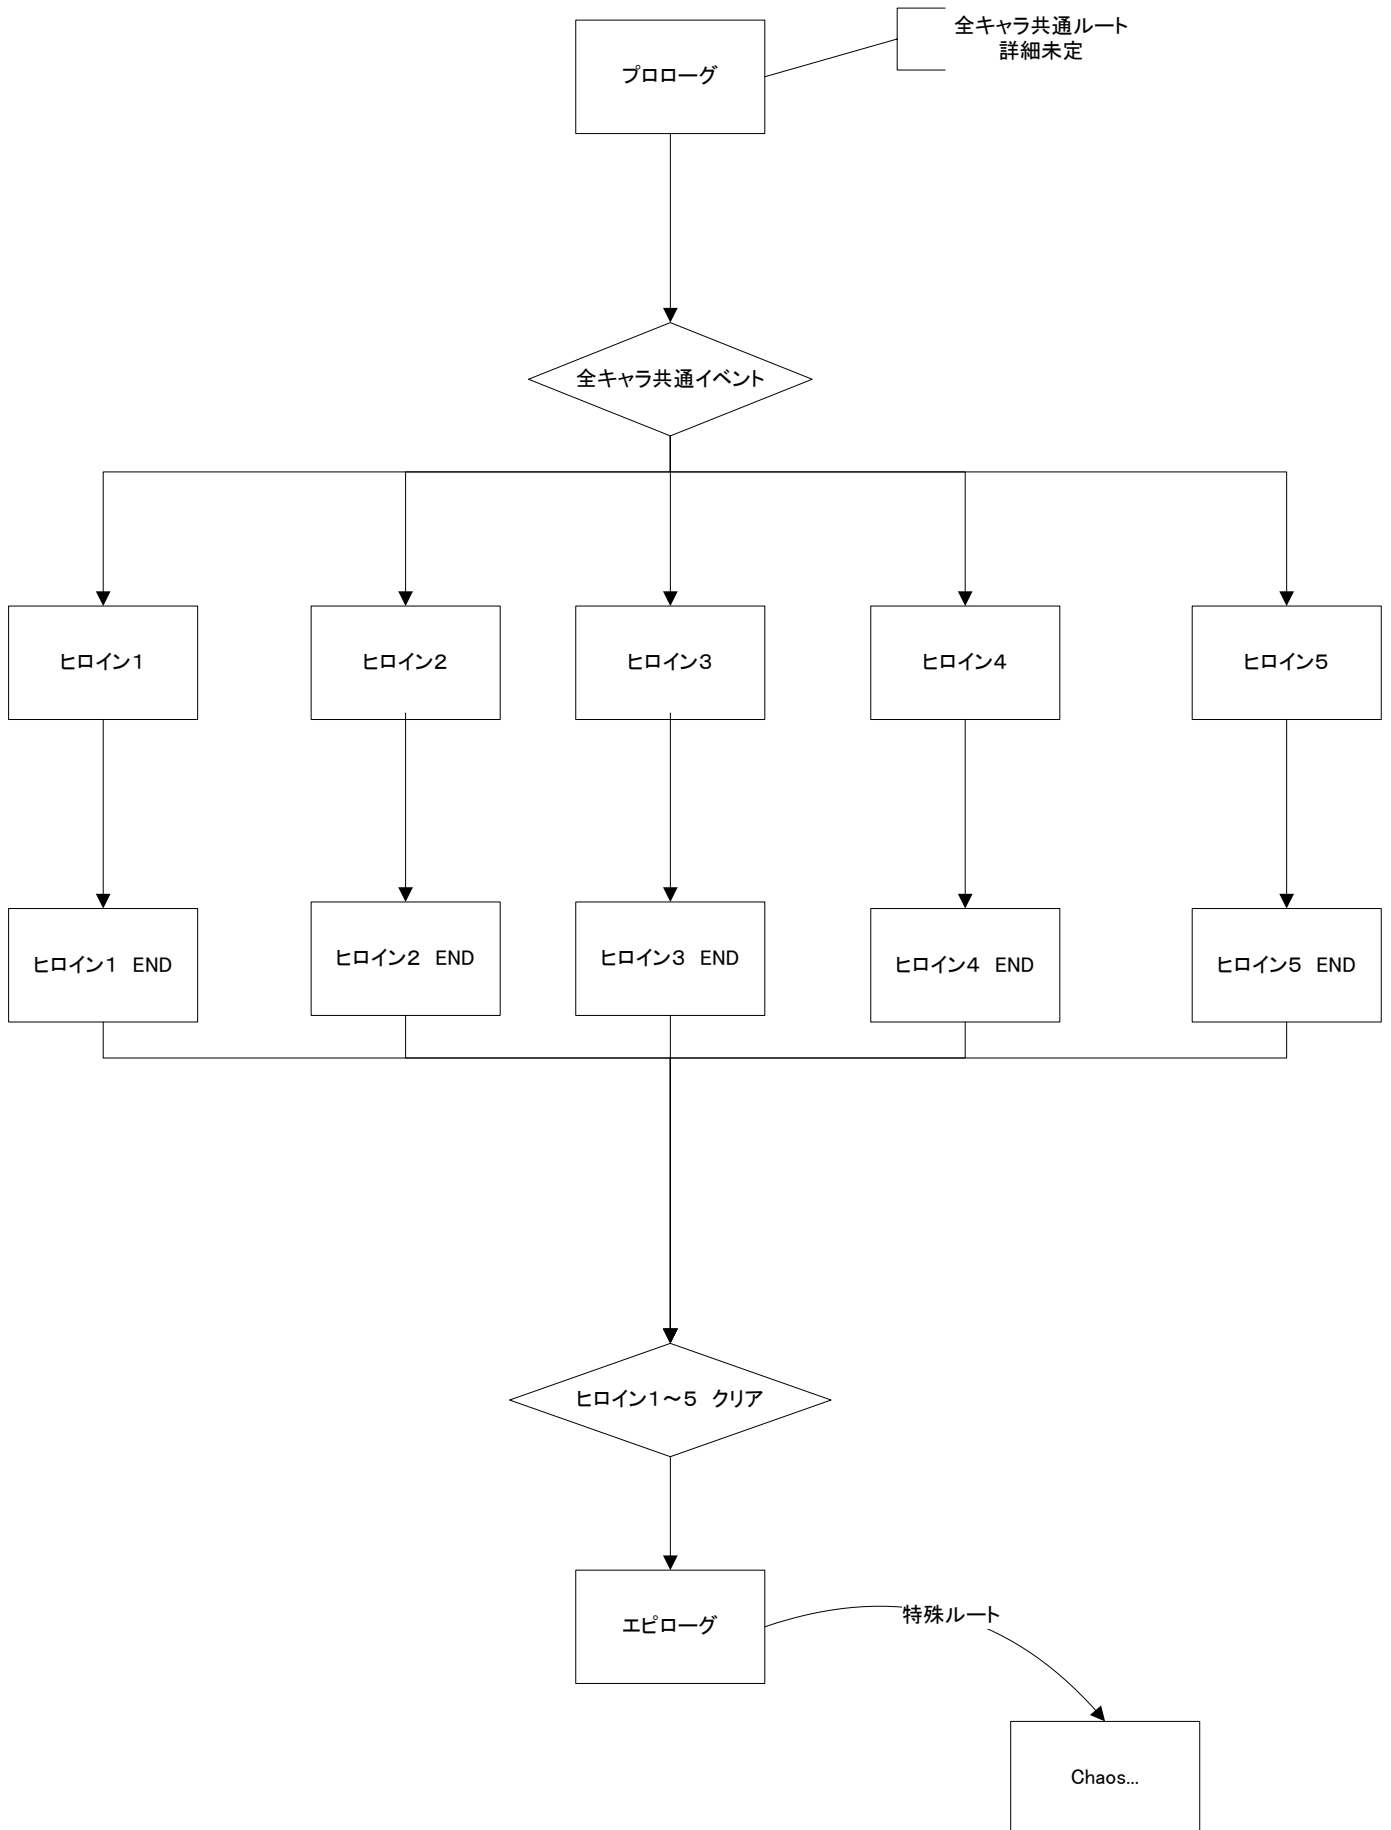 全キャラ共通ルート
詳細未定
プロローグ
全キャラ共通イベント
ヒロイン１
ヒロイン２
ヒロイン３
ヒロイン４
ヒロイン５
ヒロイン１　END
ヒロイン２　END
ヒロイン３　END
ヒロイン４　END
ヒロイン５　END
ヒロイン１～５　クリア
エピローグ
特殊ルート
Chaos...